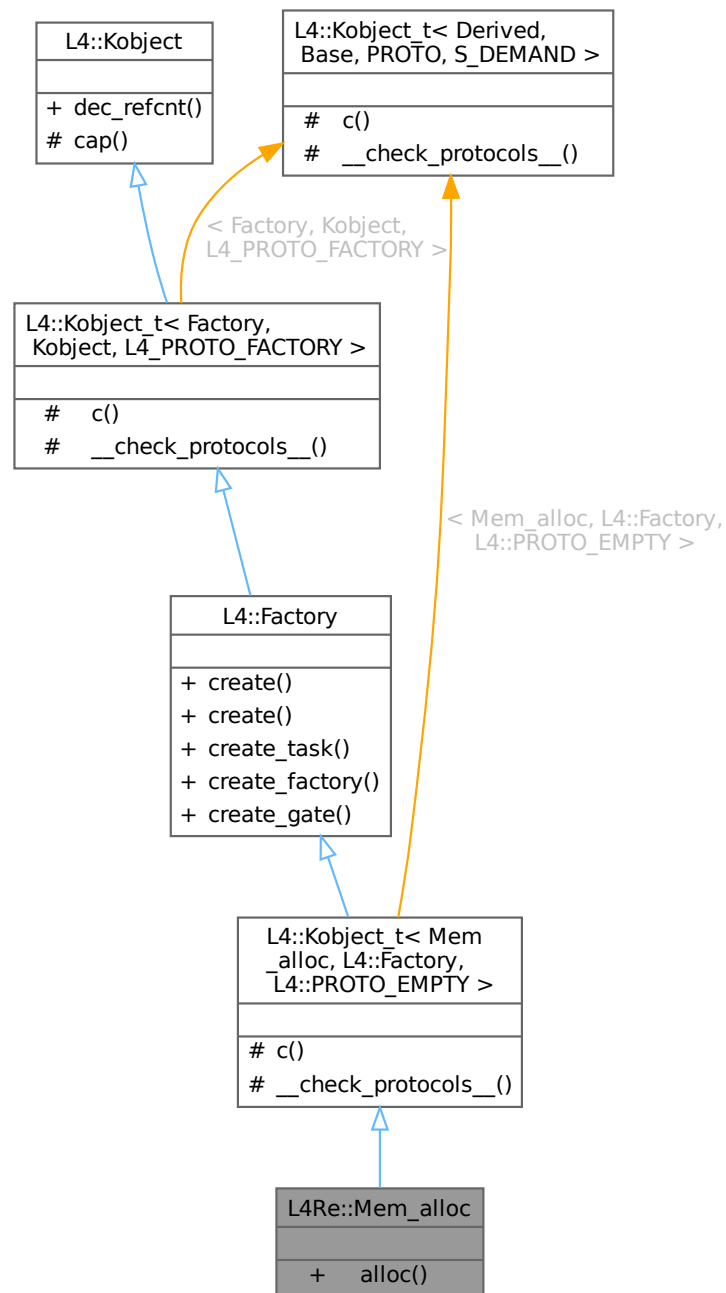 L4::Kobject
+ dec_refcnt()
# cap()
L4::Kobject_t< Derived,
Base, PROTO, S_DEMAND >
# c()
# __check_protocols__()
< Factory, Kobject,
L4_PROTO_FACTORY >
L4::Kobject_t< Factory,
Kobject, L4_PROTO_FACTORY >
# c()
# __check_protocols__()
< Mem_alloc, L4::Factory,
L4::PROTO_EMPTY >
L4::Factory
+ create()
+ create()
+ create_task()
+ create_factory()
+ create_gate()
L4::Kobject_t< Mem
_alloc, L4::Factory,
L4::PROTO_EMPTY >
# c()
# __check_protocols__()
L4Re::Mem_alloc
+ alloc()